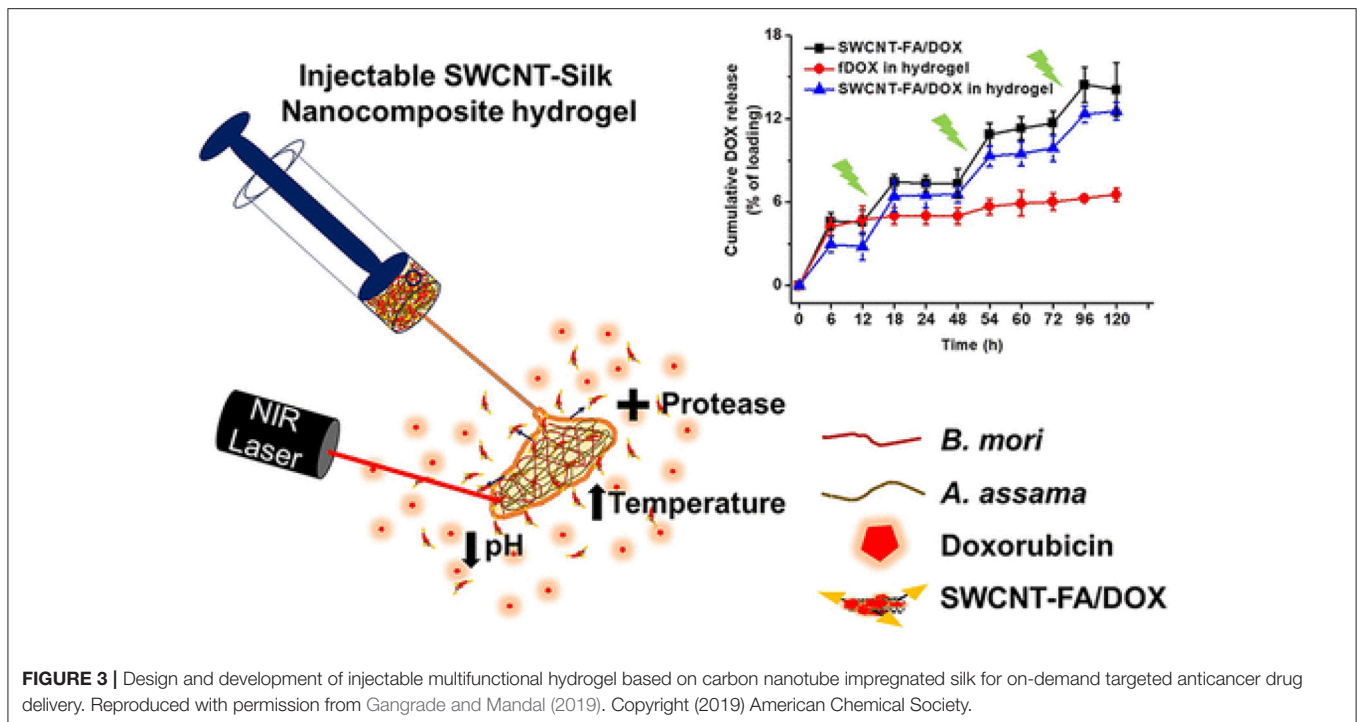 Injectable SWCNT-Silk
Nanocomposite hydrogel
NIR
Laser
+ Protease
Temperature
pH
18
12
6
0
Cumulative DOX release
(% of loading)
SWCNT-FA/DOX
fDOX in hydrogel
SWCNT-FA/DOX in hydrogel
0 6 12 18 24 48 54 60 72 96 120
Time (h)
B. mori
A. assama
Doxorubicin
SWCNT-FA/DOX
FIGURE 3 | Design and development of injectable multifunctional hydrogel based on carbon nanotube impregnated silk for on-demand targeted anticancer drug
delivery. Reproduced with permission from Gangrade and Mandal (2019). Copyright (2019) American Chemical Society.